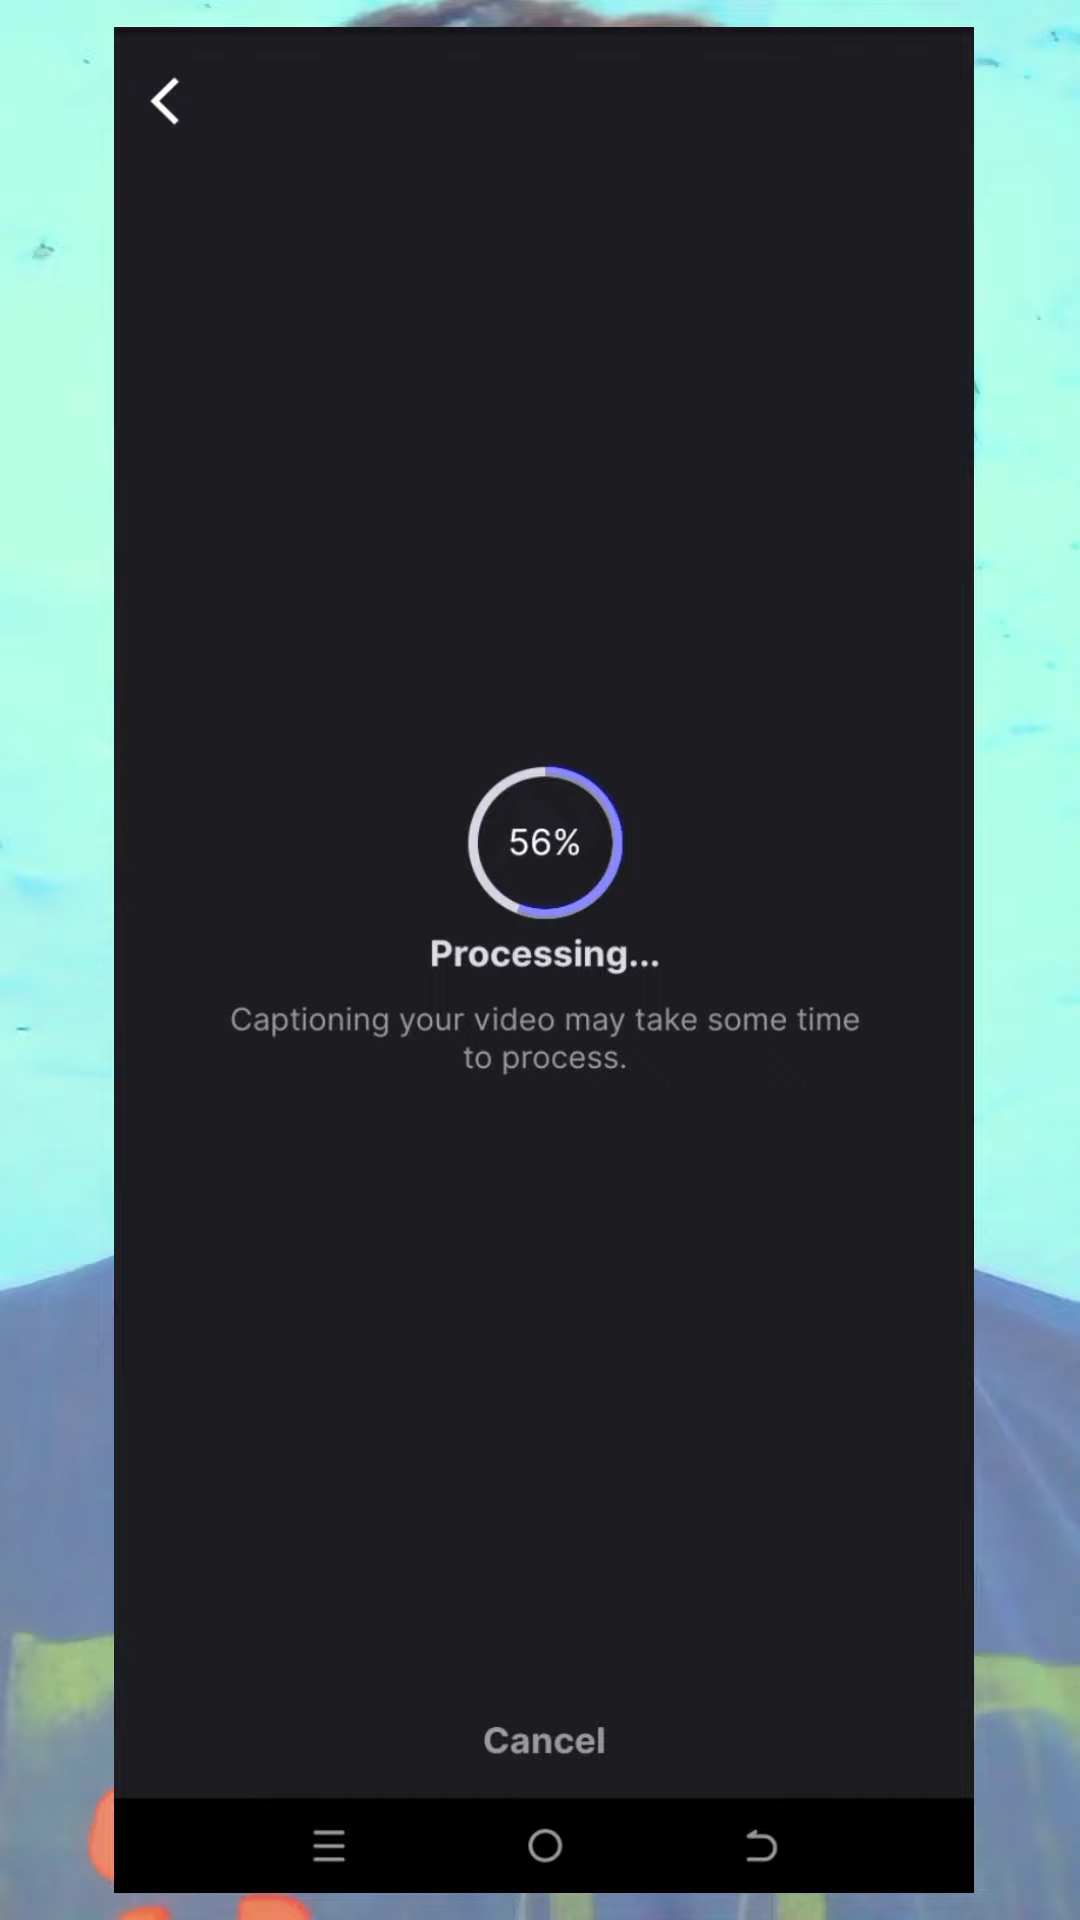 56%
Processing...
Captioning your video may take some time
to process.
Cancel